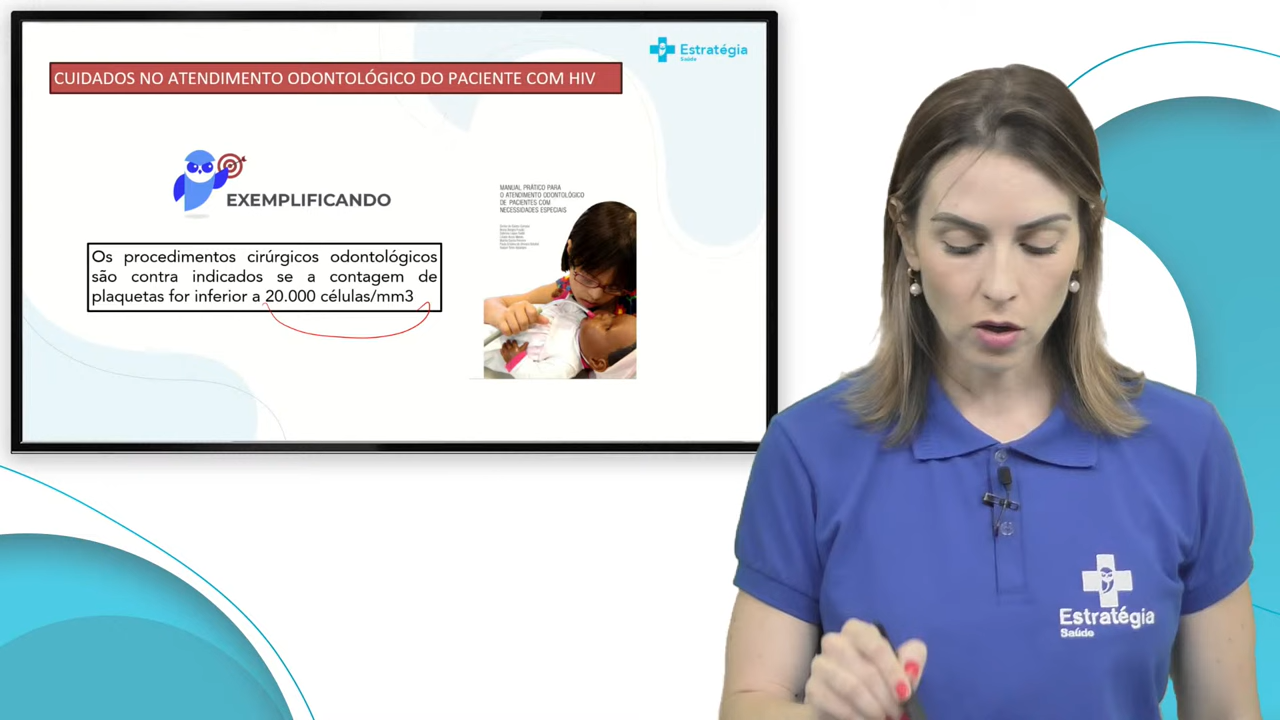 Estratégia
Saúde
CUIDADOS NO ATENDIMENTO ODONTOLÓGICO DO PACIENTE COM HIV
EXEMPLIFICANDO
MANUAL PRÁTICO PARA
O ATENDIMENTO ODONTOLÓGICO
DE PACIENTES COM
NECESSIDADES ESPECIAIS
Os procedimentos cirúrgicos odontológicos
são contra indicados se a contagem de
plaquetas for inferior a 20.000 células/mm3
Estratégia
Saúde